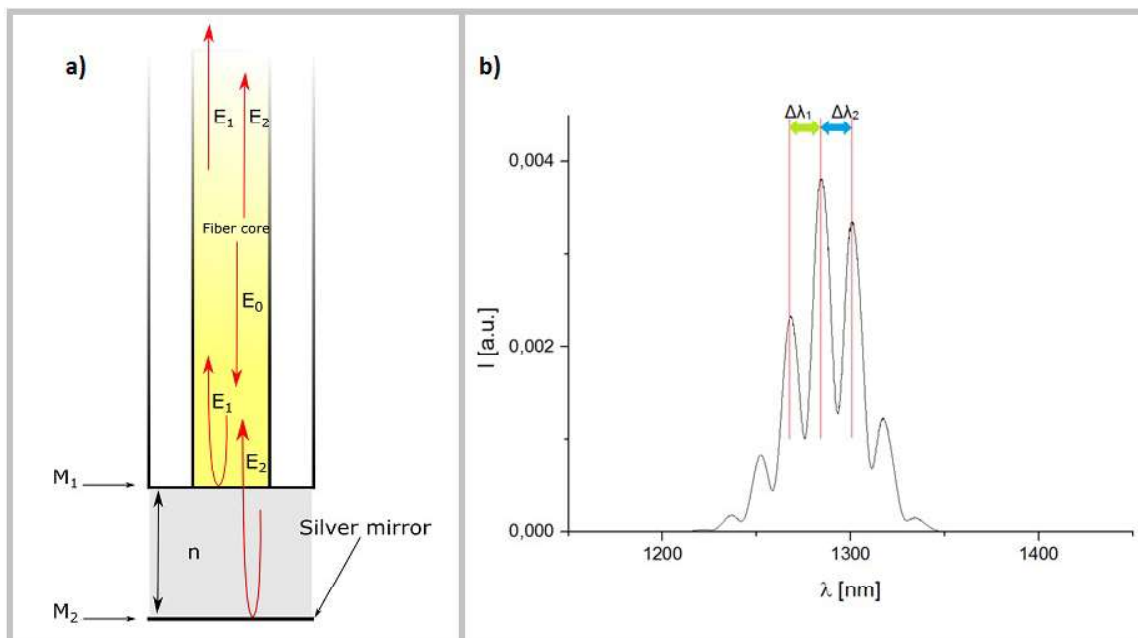 a)
E₁
E₂
Fiber core
E₀
E₁
E₂
M₁
n
Silver mirror
M₂
b)
Δλ₁
Δλ₂
0,004
0,002
0,000
I [a.u.]
1200
1300
1400
λ [nm]